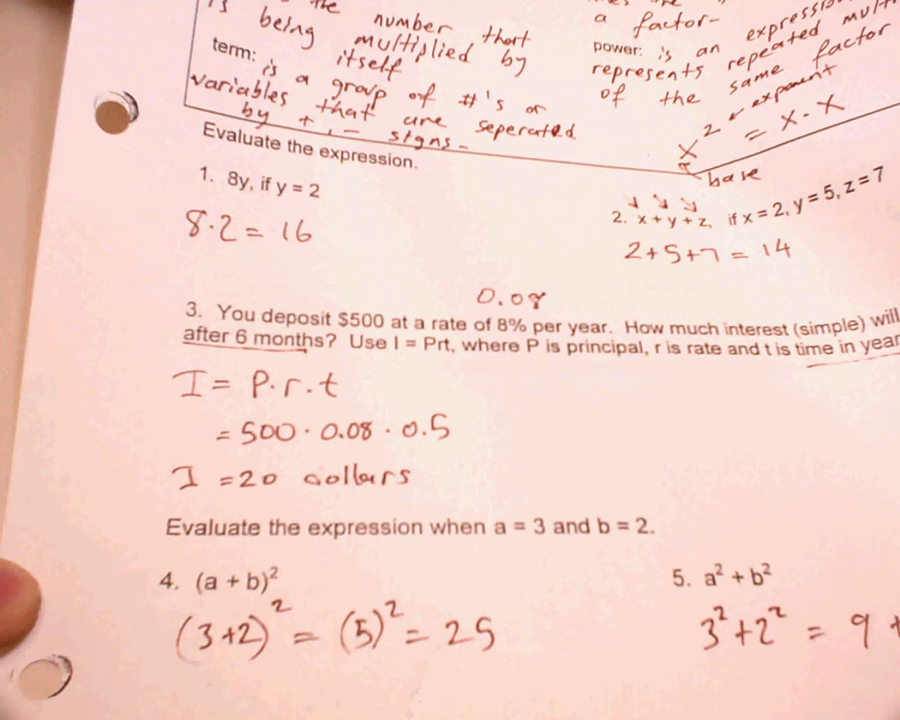 is the number that a factor-
being multiplied by power: is an expression
term: itself represents repeated
is a group of #'s or of the same factor
variables that are seperated x² ← exponent
by + , - signs. = x · x
base
Evaluate the expression.
1. 8y, if y = 2
8·2 = 16
2. x + y + z, if x = 2, y = 5, z = 7
2+5+7 = 14
0.08
3. You deposit $500 at a rate of 8% per year. How much interest (simple) will
after 6 months? Use I = Prt, where P is principal, r is rate and t is time in year
I = P.r.t
= 500 · 0.08 · 0.5
I = 20 dollars
Evaluate the expression when a = 3 and b = 2.
4. (a + b)²
(3+2)² = (5)² = 25
5. a² + b²
3²+2² = 9 +